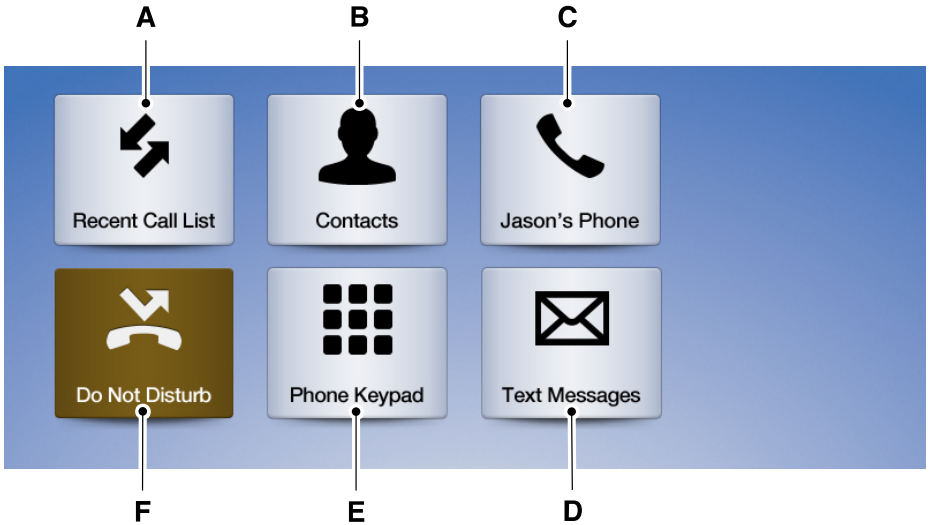 A B C
Recent Call List Contacts Jason's Phone
Do Not Disturb Phone Keypad Text Messages
F E D